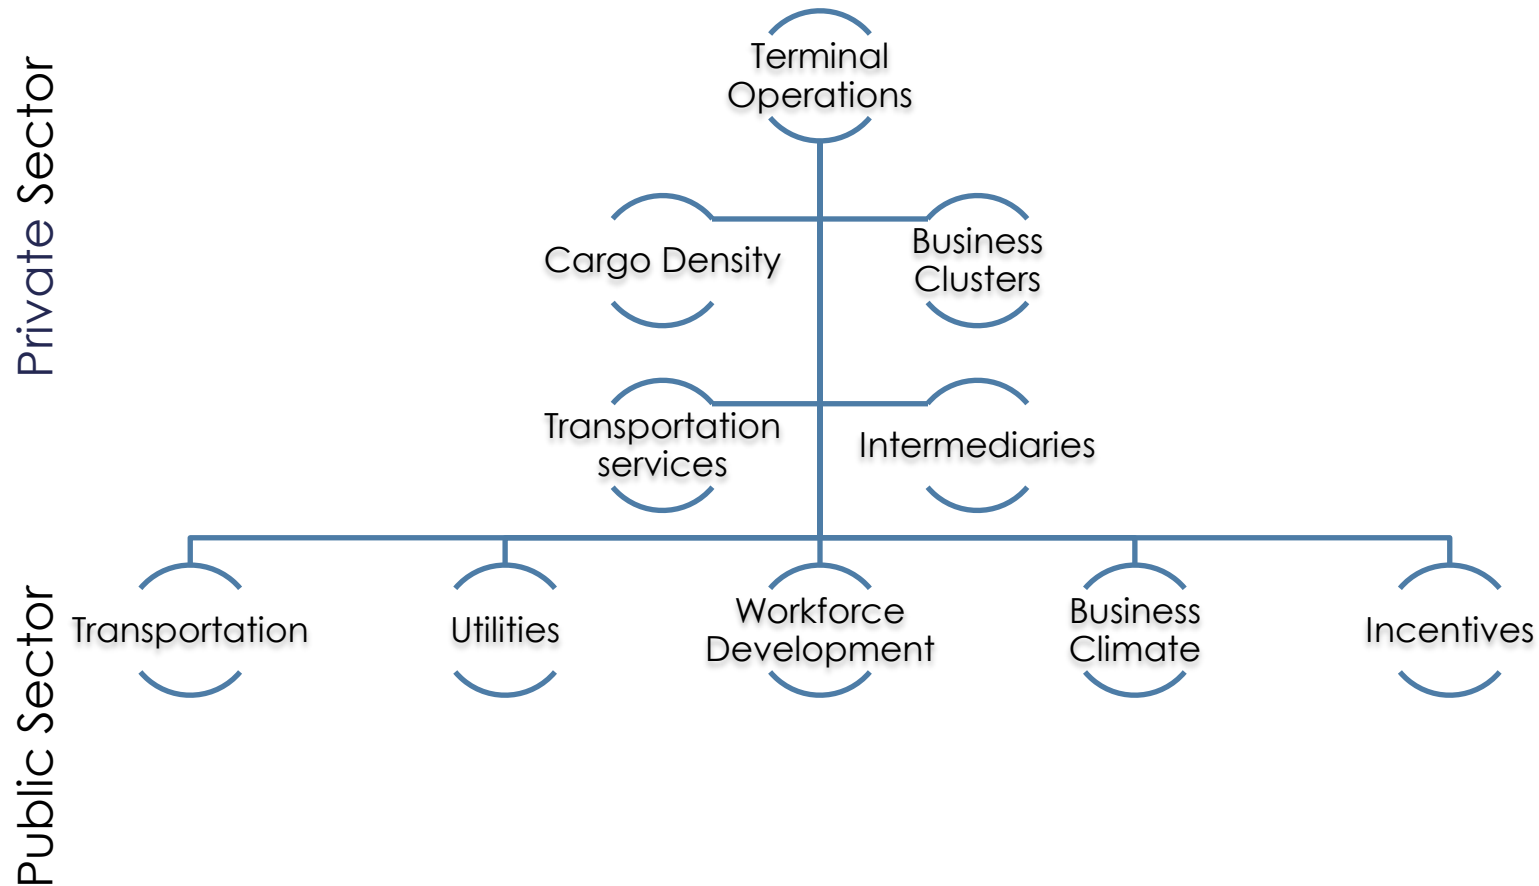 Private Sector
Terminal
Operations
Cargo Density
Business
Clusters
Transportation
services
Intermediaries
Public Sector
Transportation
Utilities
Workforce
Development
Business
Climate
Incentives